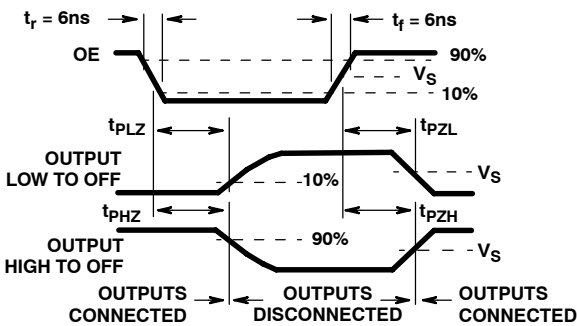 tr = 6ns
tf = 6ns
OE
90%
VS
10%
tPLZ
tPZL
OUTPUT
LOW TO OFF
10%
VS
tPHZ
tPZH
OUTPUT
HIGH TO OFF
90%
VS
OUTPUTS
CONNECTED
OUTPUTS
DISCONNECTED
OUTPUTS
CONNECTED